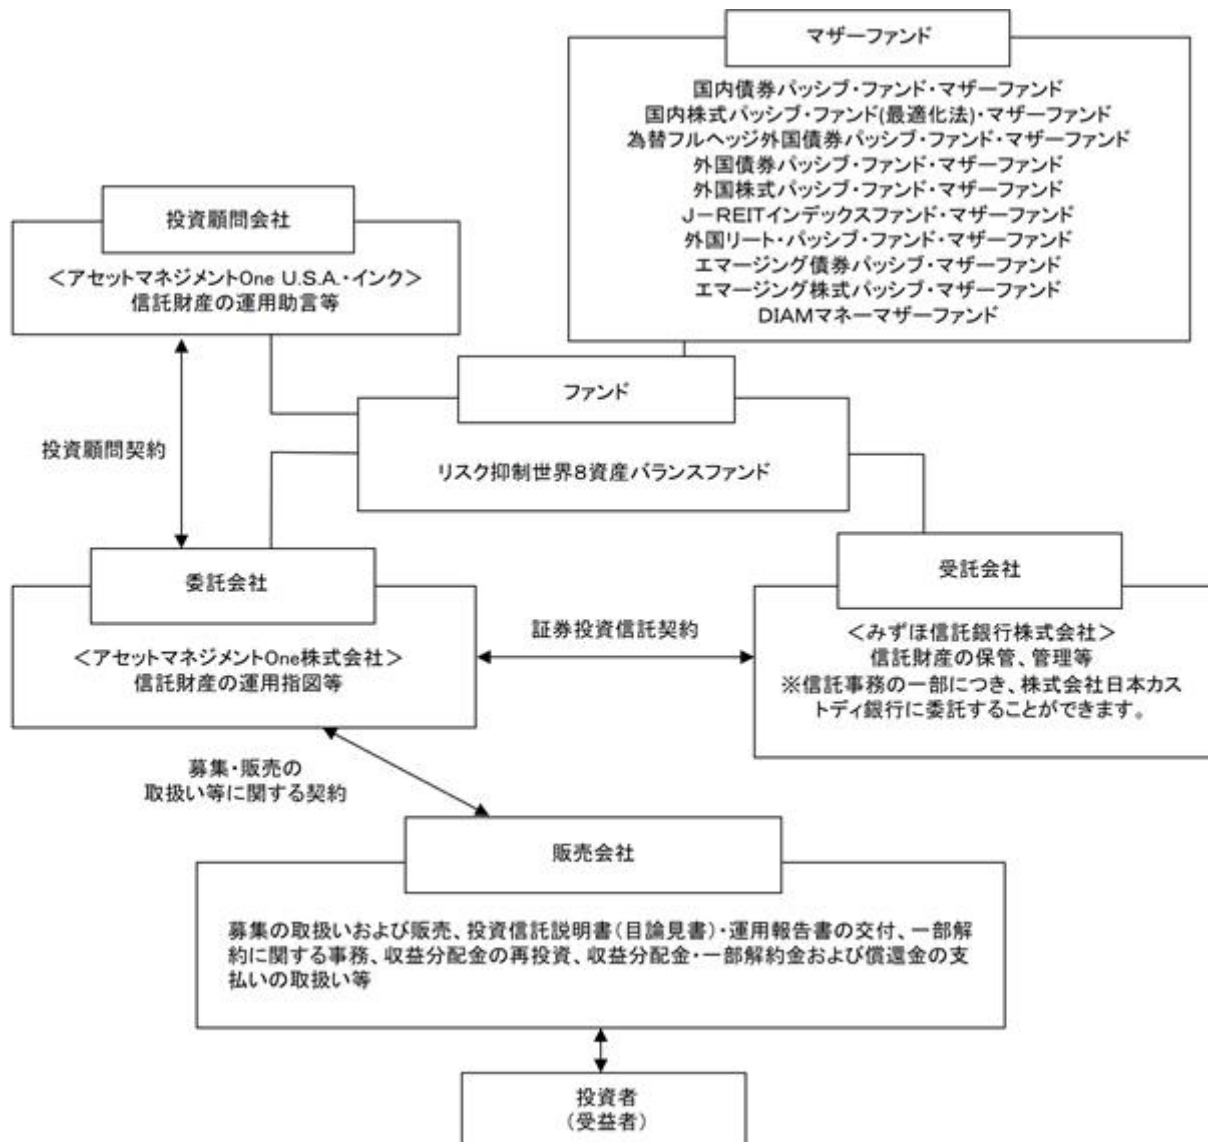 マザーファンド
国内債券パッシブ・ファンド・マザーファンド
国内株式パッシブ・ファンド(最適化法)・マザーファンド
為替フルヘッジ外国債券パッシブ・ファンド・マザーファンド
外国債券パッシブ・ファンド・マザーファンド
外国株式パッシブ・ファンド・マザーファンド
J－REITインデックスファンド・マザーファンド
外国リート・パッシブ・ファンド・マザーファンド
エマージング債券パッシブ・マザーファンド
エマージング株式パッシブ・マザーファンド
DIAMマネーマザーファンド
投資顧問会社
＜アセットマネジメントOne U.S.A.・インク＞
信託財産の運用助言等
ファンド
リスク抑制世界8資産バランスファンド
投資顧問契約
委託会社
＜アセットマネジメントOne株式会社＞
信託財産の運用指図等
証券投資信託契約
受託会社
＜みずほ信託銀行株式会社＞
信託財産の保管、管理等
※信託事務の一部につき、株式会社日本カス
トディ銀行に委託することができます。
募集・販売の
取扱い等に関する契約
販売会社
募集の取扱いおよび販売、投資信託説明書(目論見書)・運用報告書の交付、一部解
約に関する事務、収益分配金の再投資、収益分配金・一部解約金および償還金の支
払いの取扱い等
投資者
(受益者)